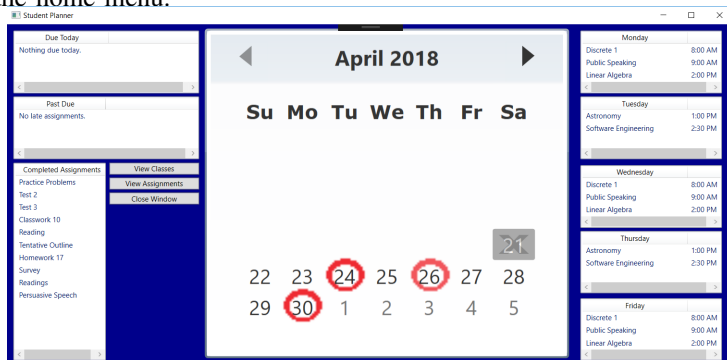 the home menu.
Student Planner
Due Today
Nothing due today.
Past Due
No late assignments.
Completed Assignments
Practice Problems
Test 2
Test 3
Classwork 10
Reading
Tentative Outline
Homework 17
Survey
Readings
Persuasive Speech
View Classes
View Assignments
Close Window
April 2018
Su Mo Tu We Th Fr Sa
21
22 23 24 25 26 27 28
29 30 1 2 3 4 5
Monday
Discrete 1 8:00 AM
Public Speaking 9:00 AM
Linear Algebra 2:00 PM
Tuesday
Astronomy 1:00 PM
Software Engineering 2:30 PM
Wednesday
Discrete 1 8:00 AM
Public Speaking 9:00 AM
Linear Algebra 2:00 PM
Thursday
Astronomy 1:00 PM
Software Engineering 2:30 PM
Friday
Discrete 1 8:00 AM
Public Speaking 9:00 AM
Linear Algebra 2:00 PM